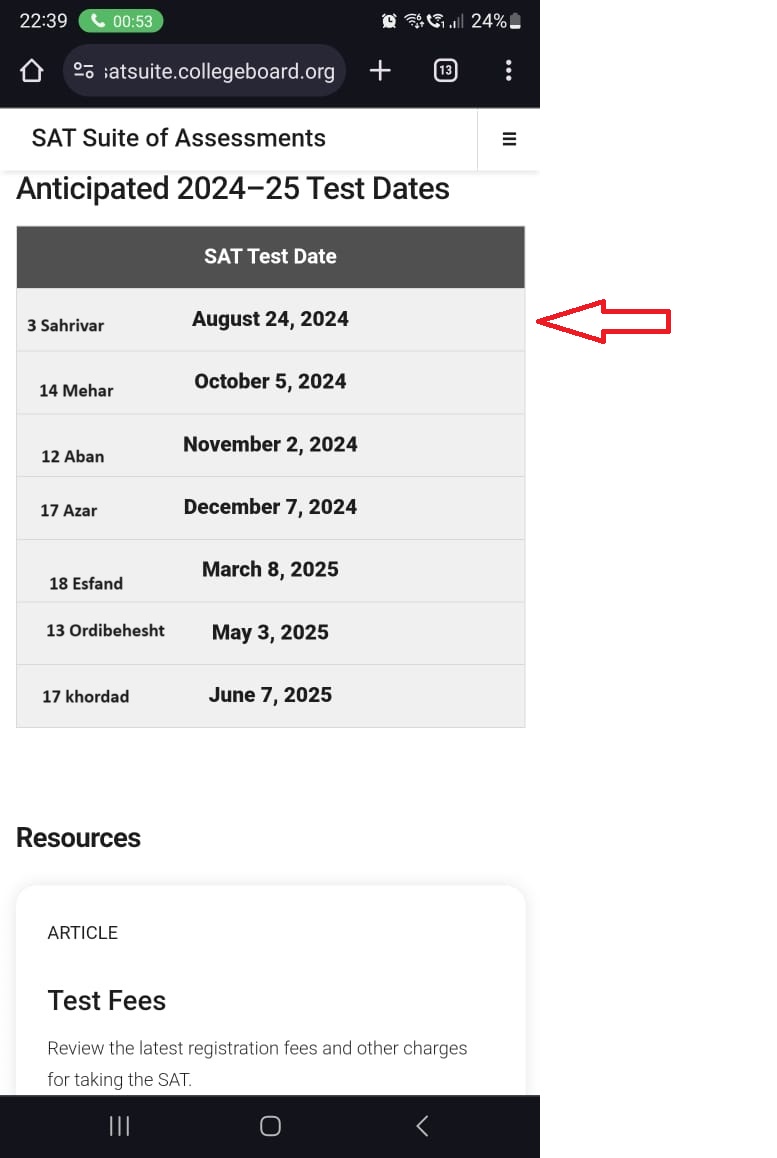 22:39 00:53 24%
satsuite.collegeboard.org 13
SAT Suite of Assessments
Anticipated 2024–25 Test Dates
SAT Test Date
3 Sahrivar August 24, 2024
14 Mehar October 5, 2024
12 Aban November 2, 2024
17 Azar December 7, 2024
18 Esfand March 8, 2025
13 Ordibehesht May 3, 2025
17 khordad June 7, 2025
Resources
ARTICLE
Test Fees
Review the latest registration fees and other charges
for taking the SAT.